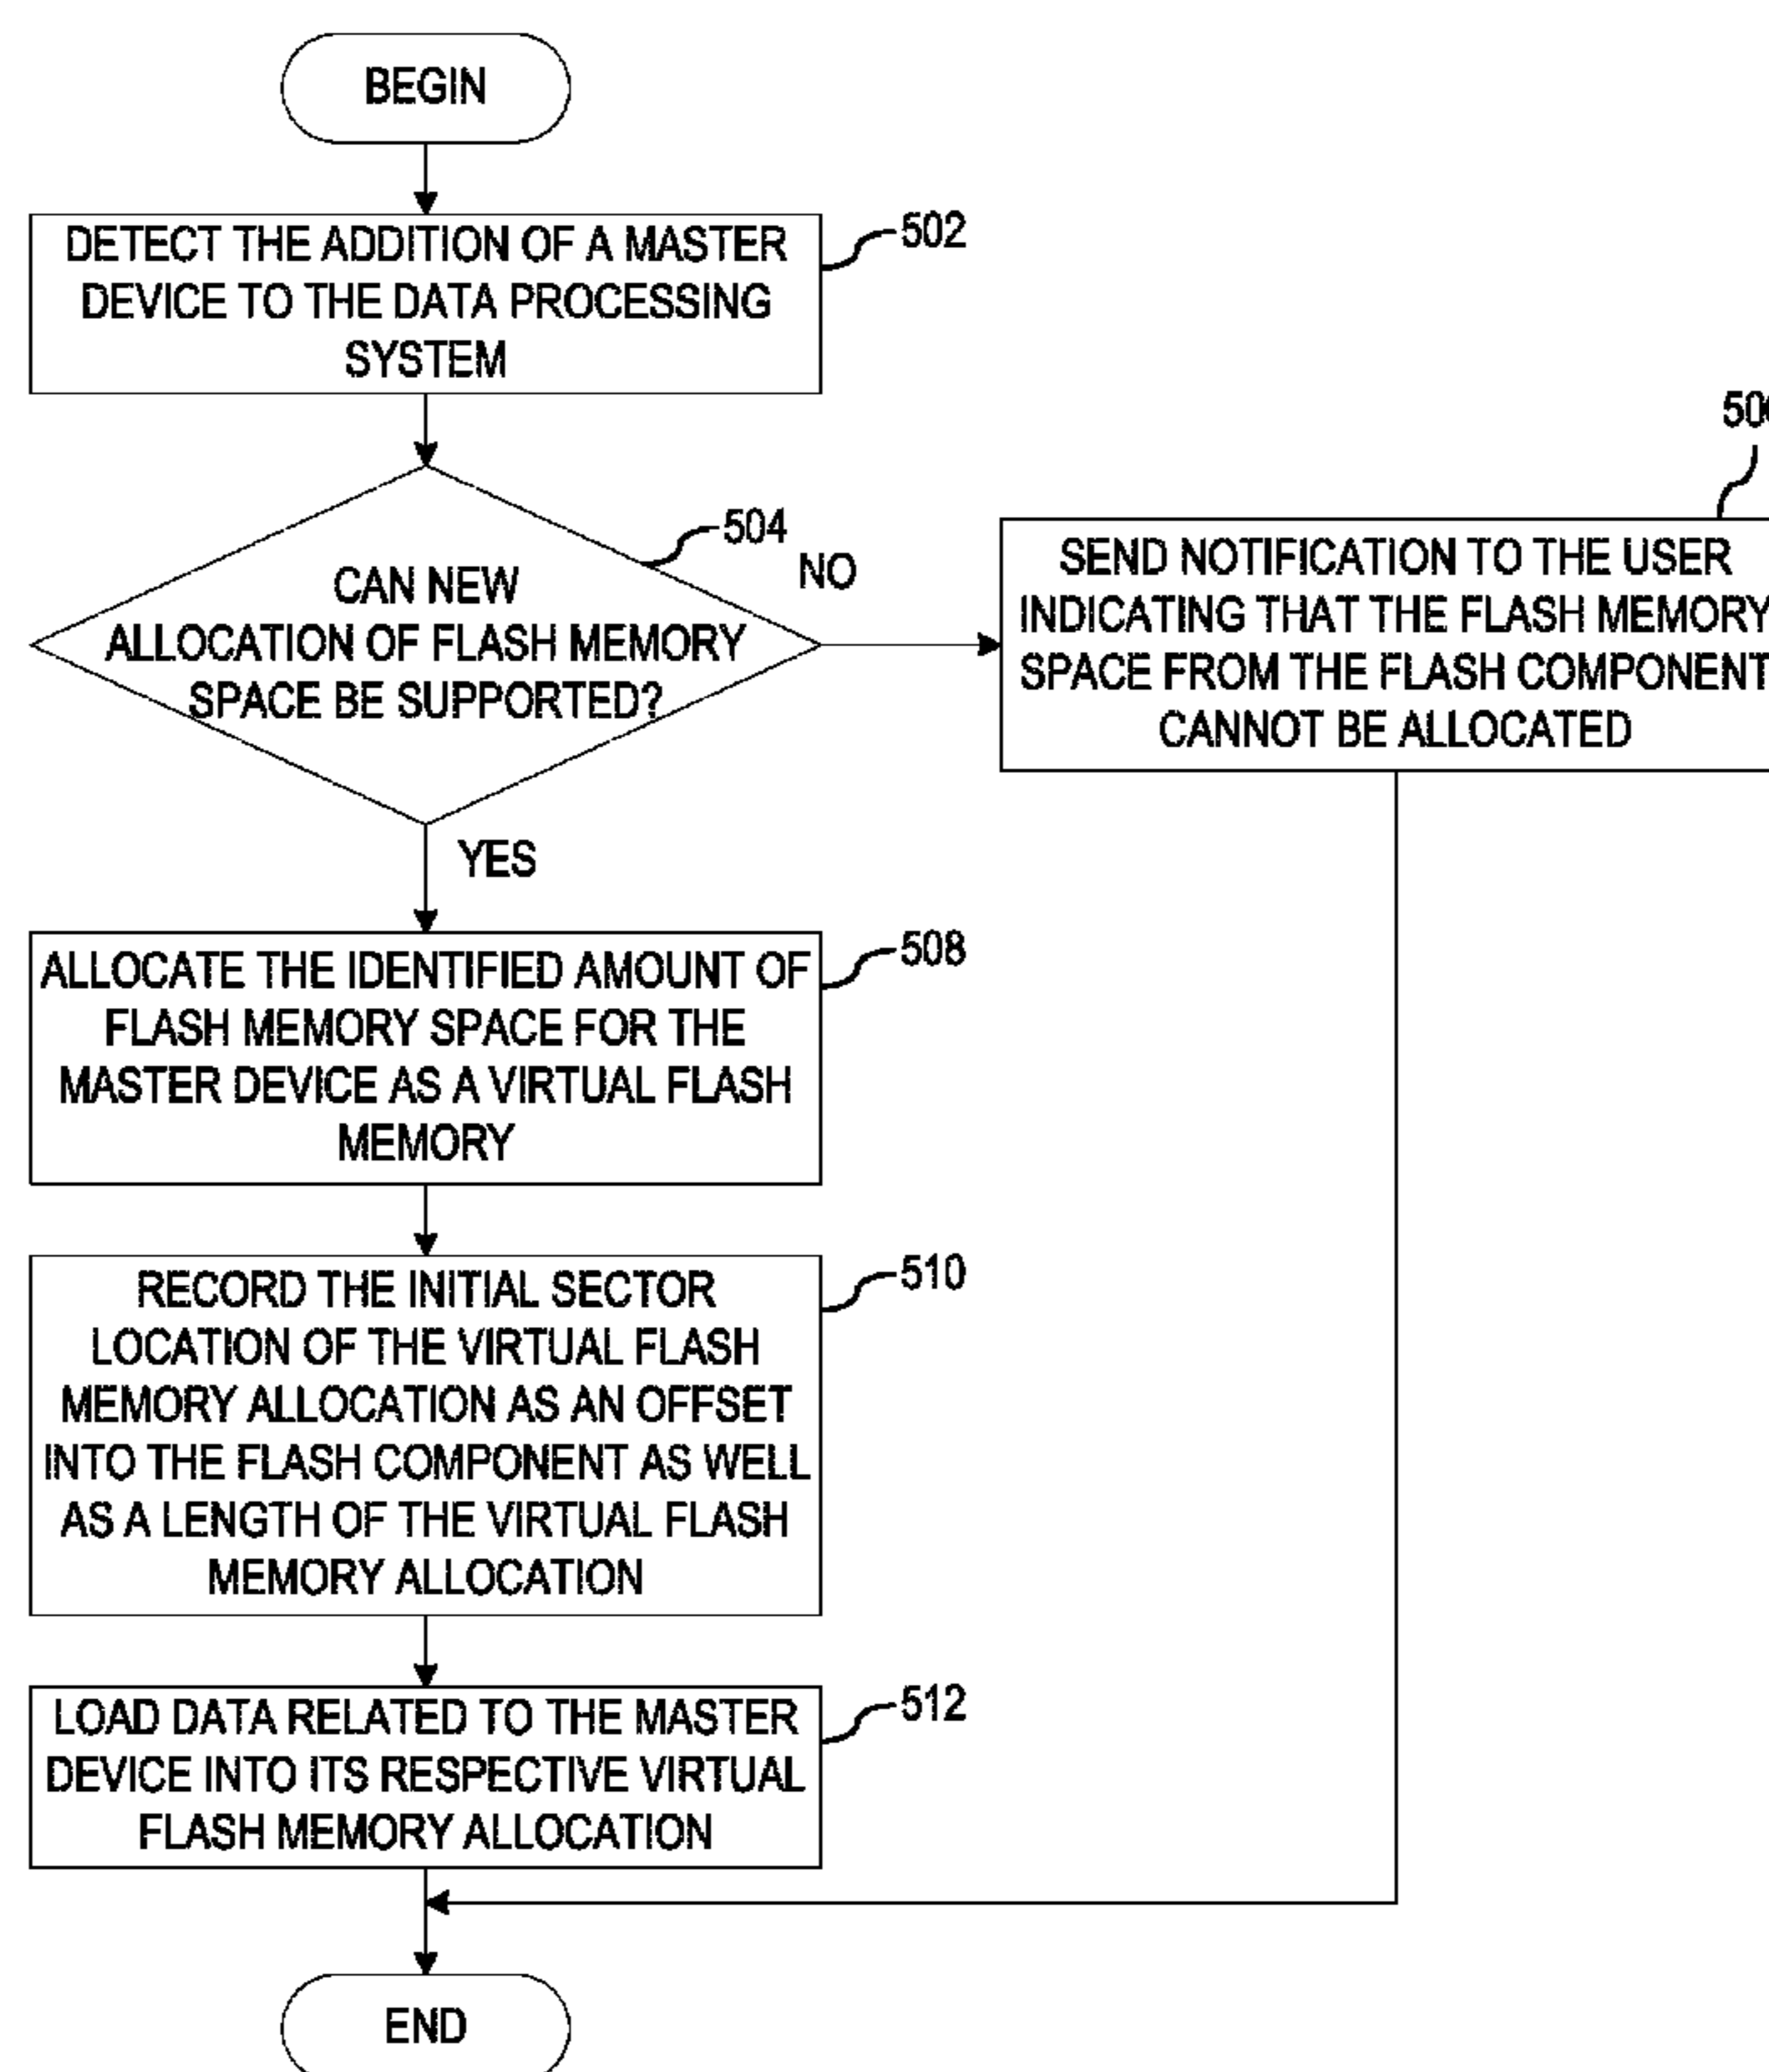 BEGIN
DETECT THE ADDITION OF A MASTER
DEVICE TO THE DATA PROCESSING
SYSTEM
502
504
CAN NEW
ALLOCATION OF FLASH MEMORY
SPACE BE SUPPORTED?
NO
SEND NOTIFICATION TO THE USER
INDICATING THAT THE FLASH MEMORY
SPACE FROM THE FLASH COMPONENT
CANNOT BE ALLOCATED
YES
ALLOCATE THE IDENTIFIED AMOUNT OF
FLASH MEMORY SPACE FOR THE
MASTER DEVICE AS A VIRTUAL FLASH
MEMORY
508
RECORD THE INITIAL SECTOR
LOCATION OF THE VIRTUAL FLASH
MEMORY ALLOCATION AS AN OFFSET
INTO THE FLASH COMPONENT AS WELL
AS A LENGTH OF THE VIRTUAL FLASH
MEMORY ALLOCATION
510
LOAD DATA RELATED TO THE MASTER
DEVICE INTO ITS RESPECTIVE VIRTUAL
FLASH MEMORY ALLOCATION
512
END